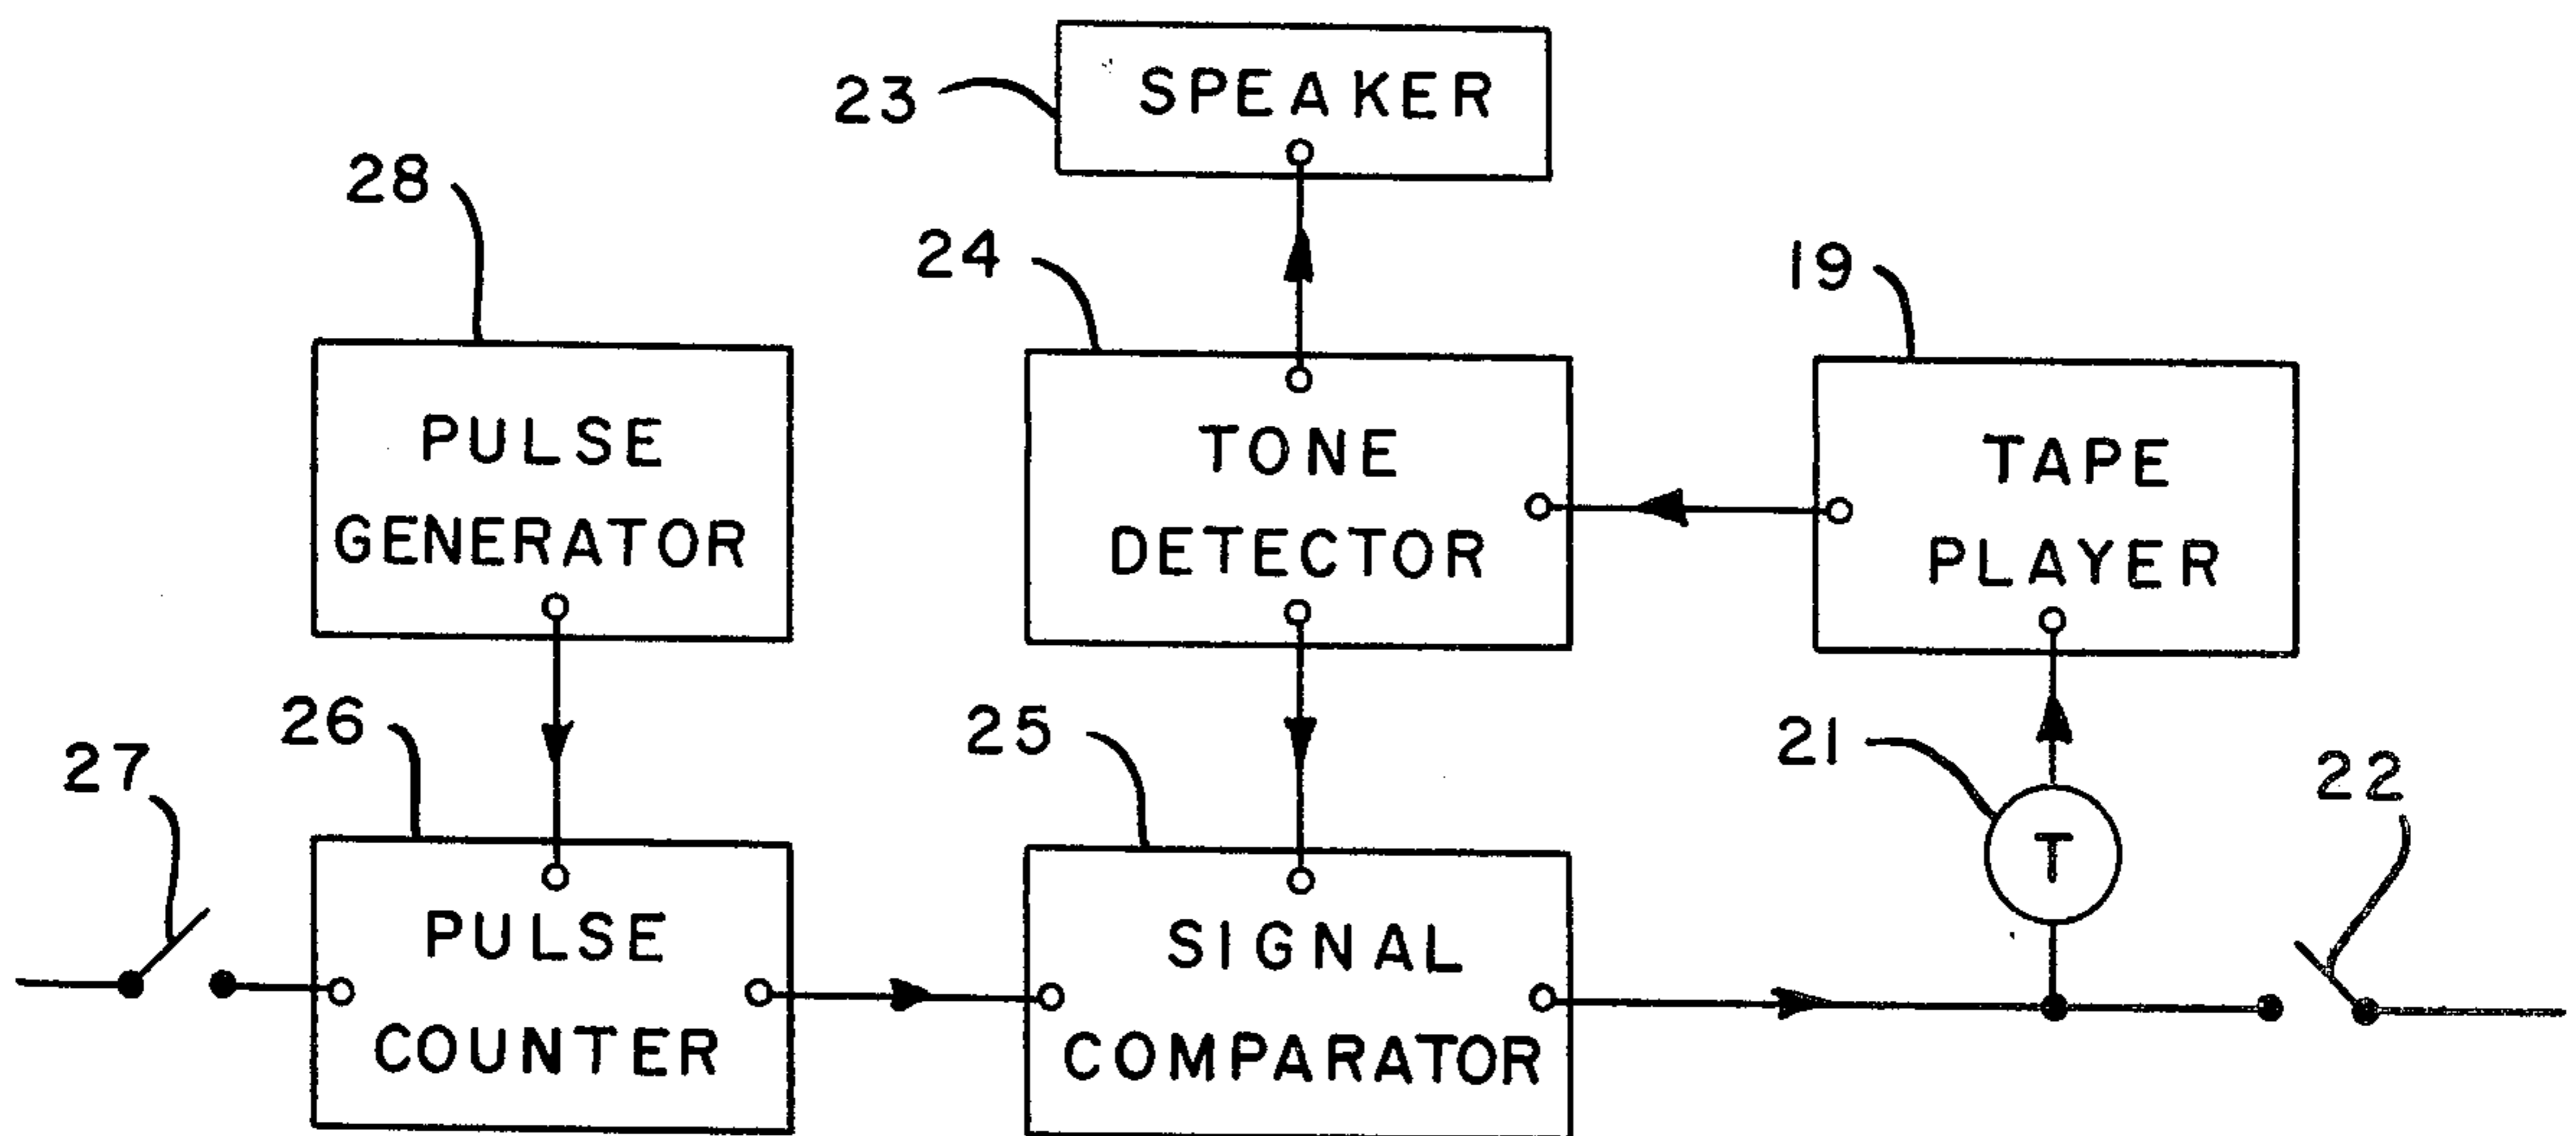 23
SPEAKER
28
24
19
PULSE
GENERATOR
TONE
DETECTOR
TAPE
PLAYER
27
26
25
21
22
T
PULSE
COUNTER
SIGNAL
COMPARATOR